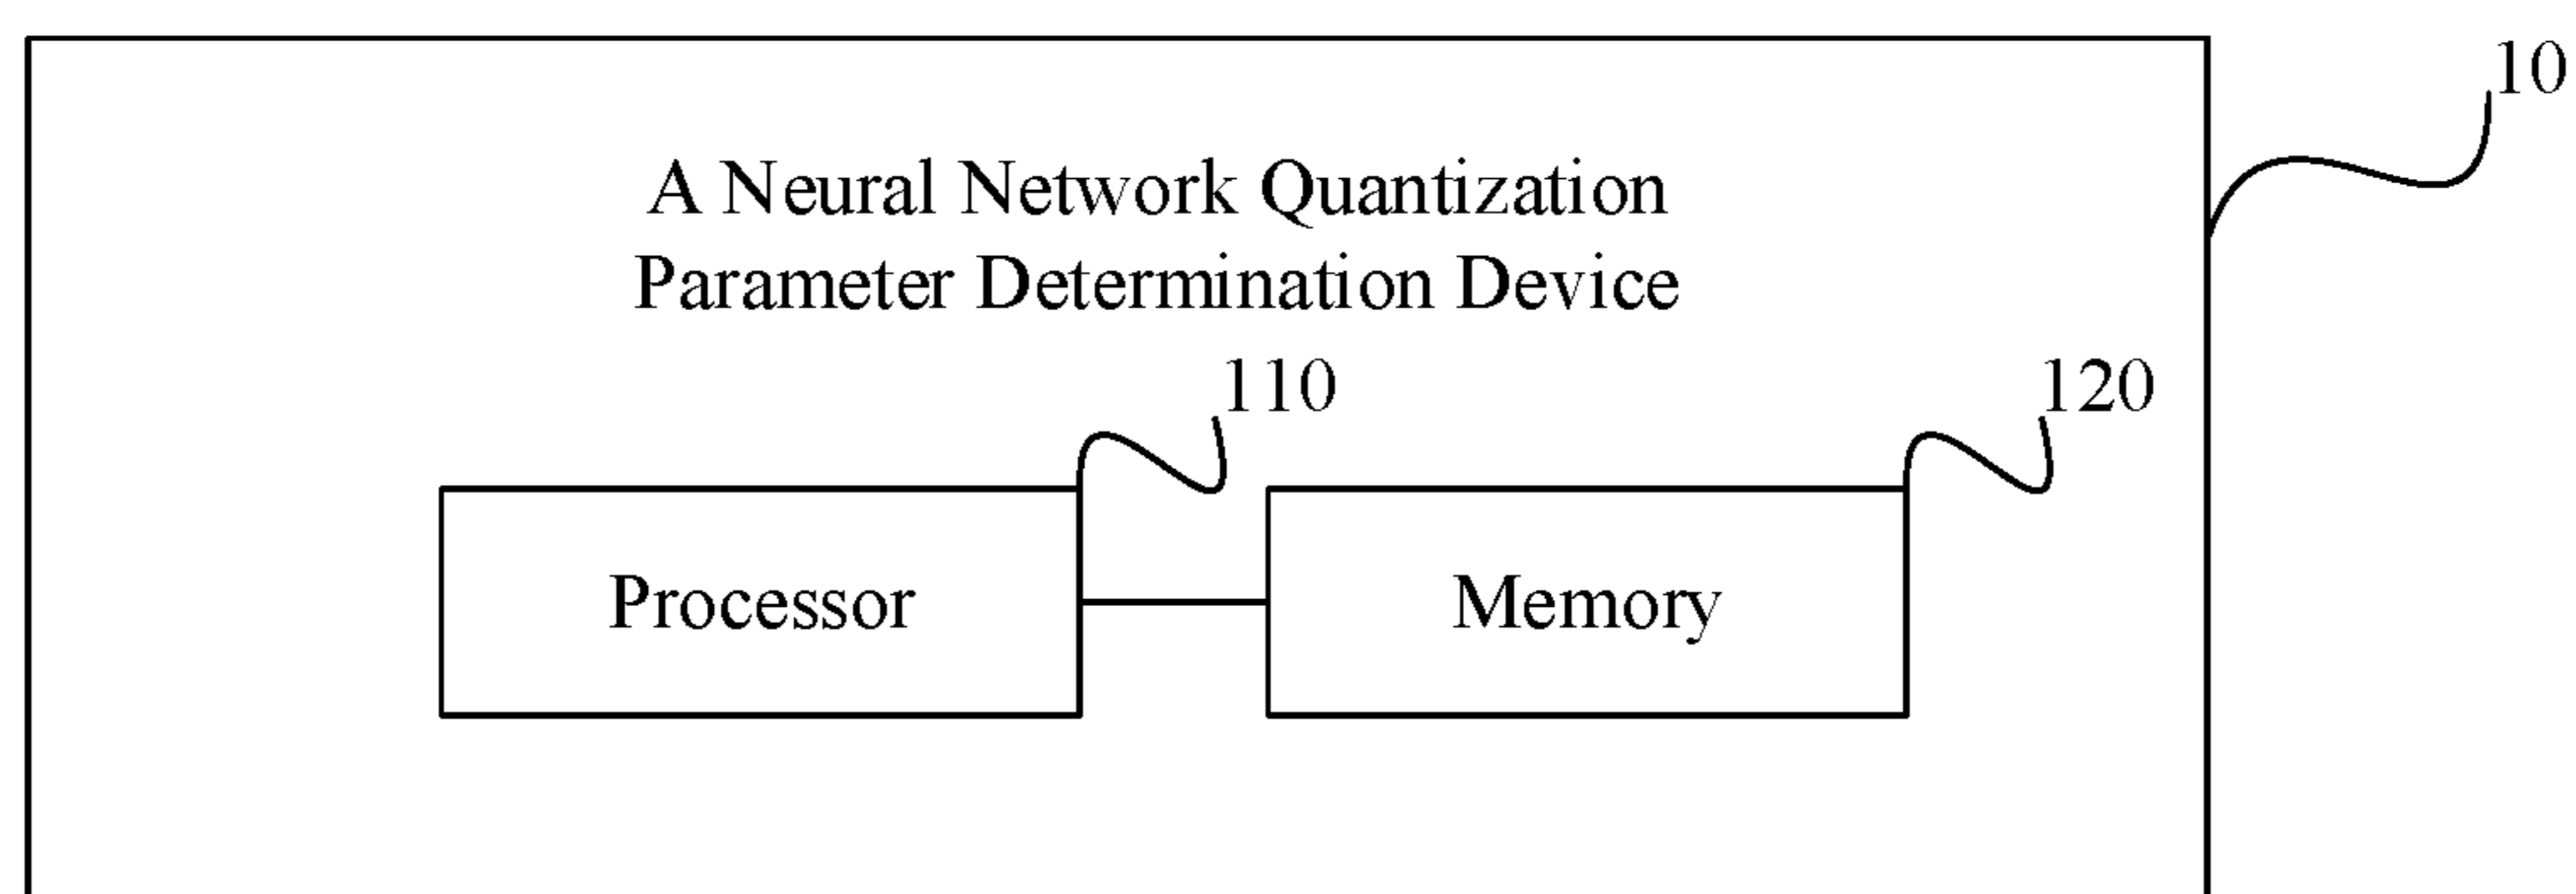 10
A Neural Network Quantization
Parameter Determination Device
110
120
Processor
Memory